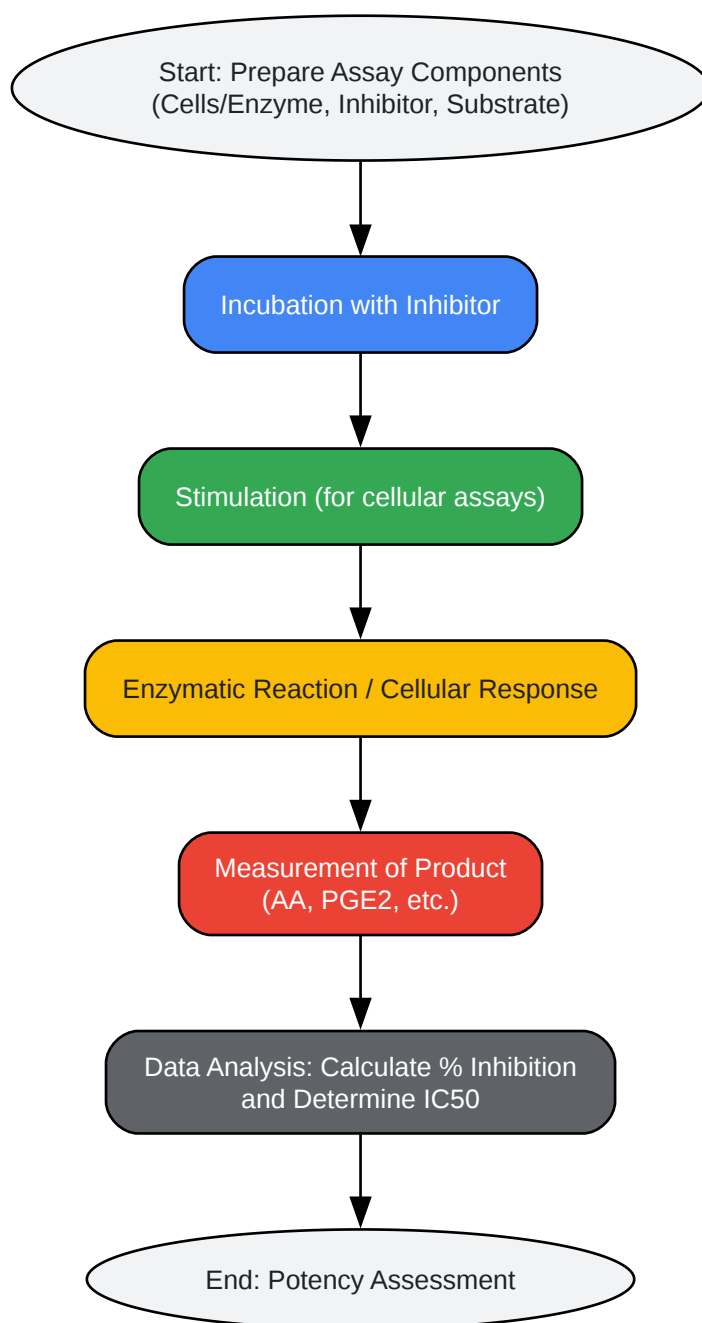 Start: Prepare Assay Components
(Cells/Enzyme, Inhibitor, Substrate)
Incubation with Inhibitor
Stimulation (for cellular assays)
Enzymatic Reaction / Cellular Response
Measurement of Product
(AA, PGE2, etc.)
Data Analysis: Calculate % Inhibition
and Determine IC50
End: Potency Assessment